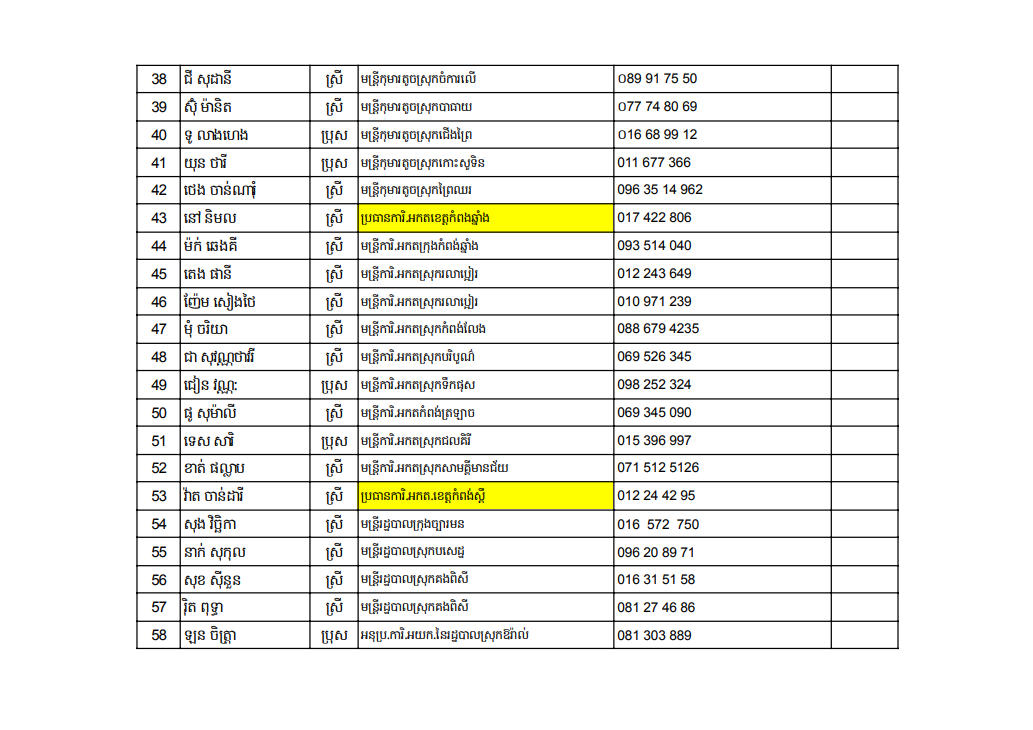 38 ជី សុដានី ស្រី មន្ត្រីកុមារតូចស្រុកចំការលើ 089 91 75 50
39 ស៊ុំ ម៉ានិត ស្រី មន្ត្រីកុមារតូចស្រុកបាធាយ 077 74 80 69
40 ទូ លាងហេង ប្រុស មន្ត្រីកុមារតូចស្រុកជើងព្រៃ 016 68 99 12
41 យុន ថារី ប្រុស មន្ត្រីកុមារតូចស្រុកកោះសូទិន 011 677 366
42 ថេង ចាន់ណារុំ ស្រី មន្ត្រីកុមារតូចស្រុកព្រៃឈរ 096 35 14 962
43 នៅ និមល ស្រី ប្រធានការិ.អកតខេត្តកំពងឆ្នាំង 017 422 806
44 ម៉ក់ ឆេងគី ស្រី មន្ត្រីការិ.អកតក្រុងកំពង់ឆ្នាំង 093 514 040
45 តេង ផានី ស្រី មន្ត្រីការិ.អកតស្រុករលាប្អៀរ 012 243 649
46 ញ៉ែម សៀងថៃ ស្រី មន្ត្រីការិ.អកតស្រុករលាប្អៀរ 010 971 239
47 មុំ ចរិយា ស្រី មន្ត្រីការិ.អកតស្រុកកំពង់លែង 088 679 4235
48 ជា សុវណ្ណថាវរី ស្រី មន្ត្រីការិ.អកតស្រុកបរិបូណ៌ 069 526 345
49 ជៀន វណ្ណៈ ប្រុស មន្ត្រីការិ.អកតស្រុកទឹកផុស 098 252 324
50 ផូ សុម៉ាលី ស្រី មន្ត្រីការិ.អកតកំពង់ត្រឡាច 069 345 090
51 ទេស សារិ ប្រុស មន្ត្រីការិ.អកតស្រុកជលគិរី 015 396 997
52 ខាត់ ផល្លាប ស្រី មន្ត្រីការិ.អកតស្រុកសាមគ្គីមានជ័យ 071 512 5126
53 វ៉ាត ចាន់ដារី ស្រី ប្រធានការិ.អកត.ខេត្តកំពង់ស្ពឺ 012 24 42 95
54 សុង វិច្ឆិកា ស្រី មន្ត្រីរដ្ឋបាលក្រុងច្បារមន 016 572 750
55 នាក់ សុកុល ស្រី មន្ត្រីរដ្ឋបាលស្រុកបសេដ្ឋ 096 20 89 71
56 សុខ ស៊ីនួន ស្រី មន្ត្រីរដ្ឋបាលស្រុកគងពិសី 016 31 51 58
57 រ៉ិត ពុទ្ធា ស្រី មន្ត្រីរដ្ឋបាលស្រុកគងពិសី 081 27 46 86
58 ឡុន ចិត្ត្រា ប្រុស អនុប្រ.ការិ.អយក.នៃរដ្ឋបាលស្រុកឱរ៉ាល់ 081 303 889